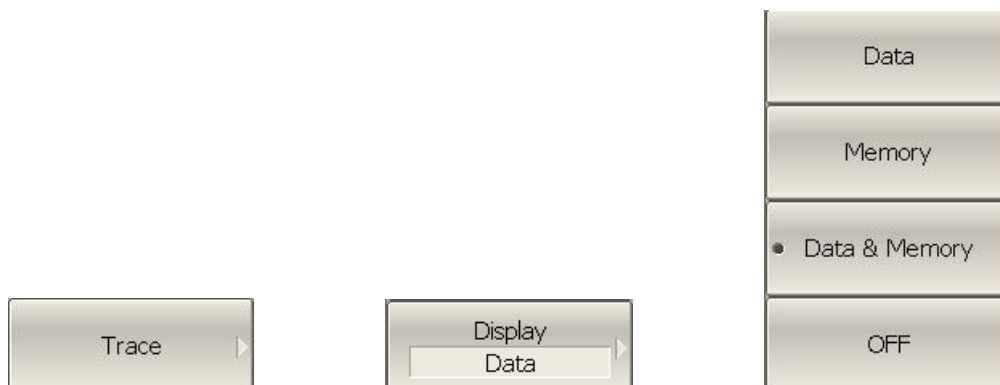 Trace
Display
Data
Data
Memory
Data & Memory
OFF